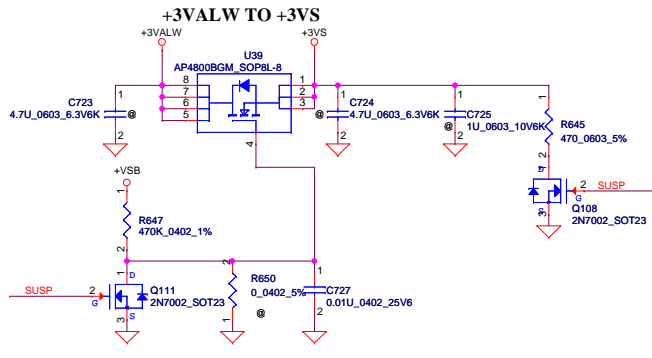 +3VALW TO +3VS
+3VALW
+3VS
U39
AP4800BGM_SOP8L-8
8
7
6
5
1
2
3
4
C723
4.7U_0603_6.3V6K
@
1
2
C724
4.7U_0603_6.3V6K
@
1
2
C725
1U_0603_10V6K
@
1
2
R645
470_0603_5%
1
2
D
SUSP
2
G
S
3
Q108
2N7002_SOT23
+VSB
1
R647
470K_0402_1%
2
SUSP
2
G
1
D
S
3
Q111
2N7002_SOT23
2
R650
0_0402_5%
1
@
1
C727
0.01U_0402_25V6
2